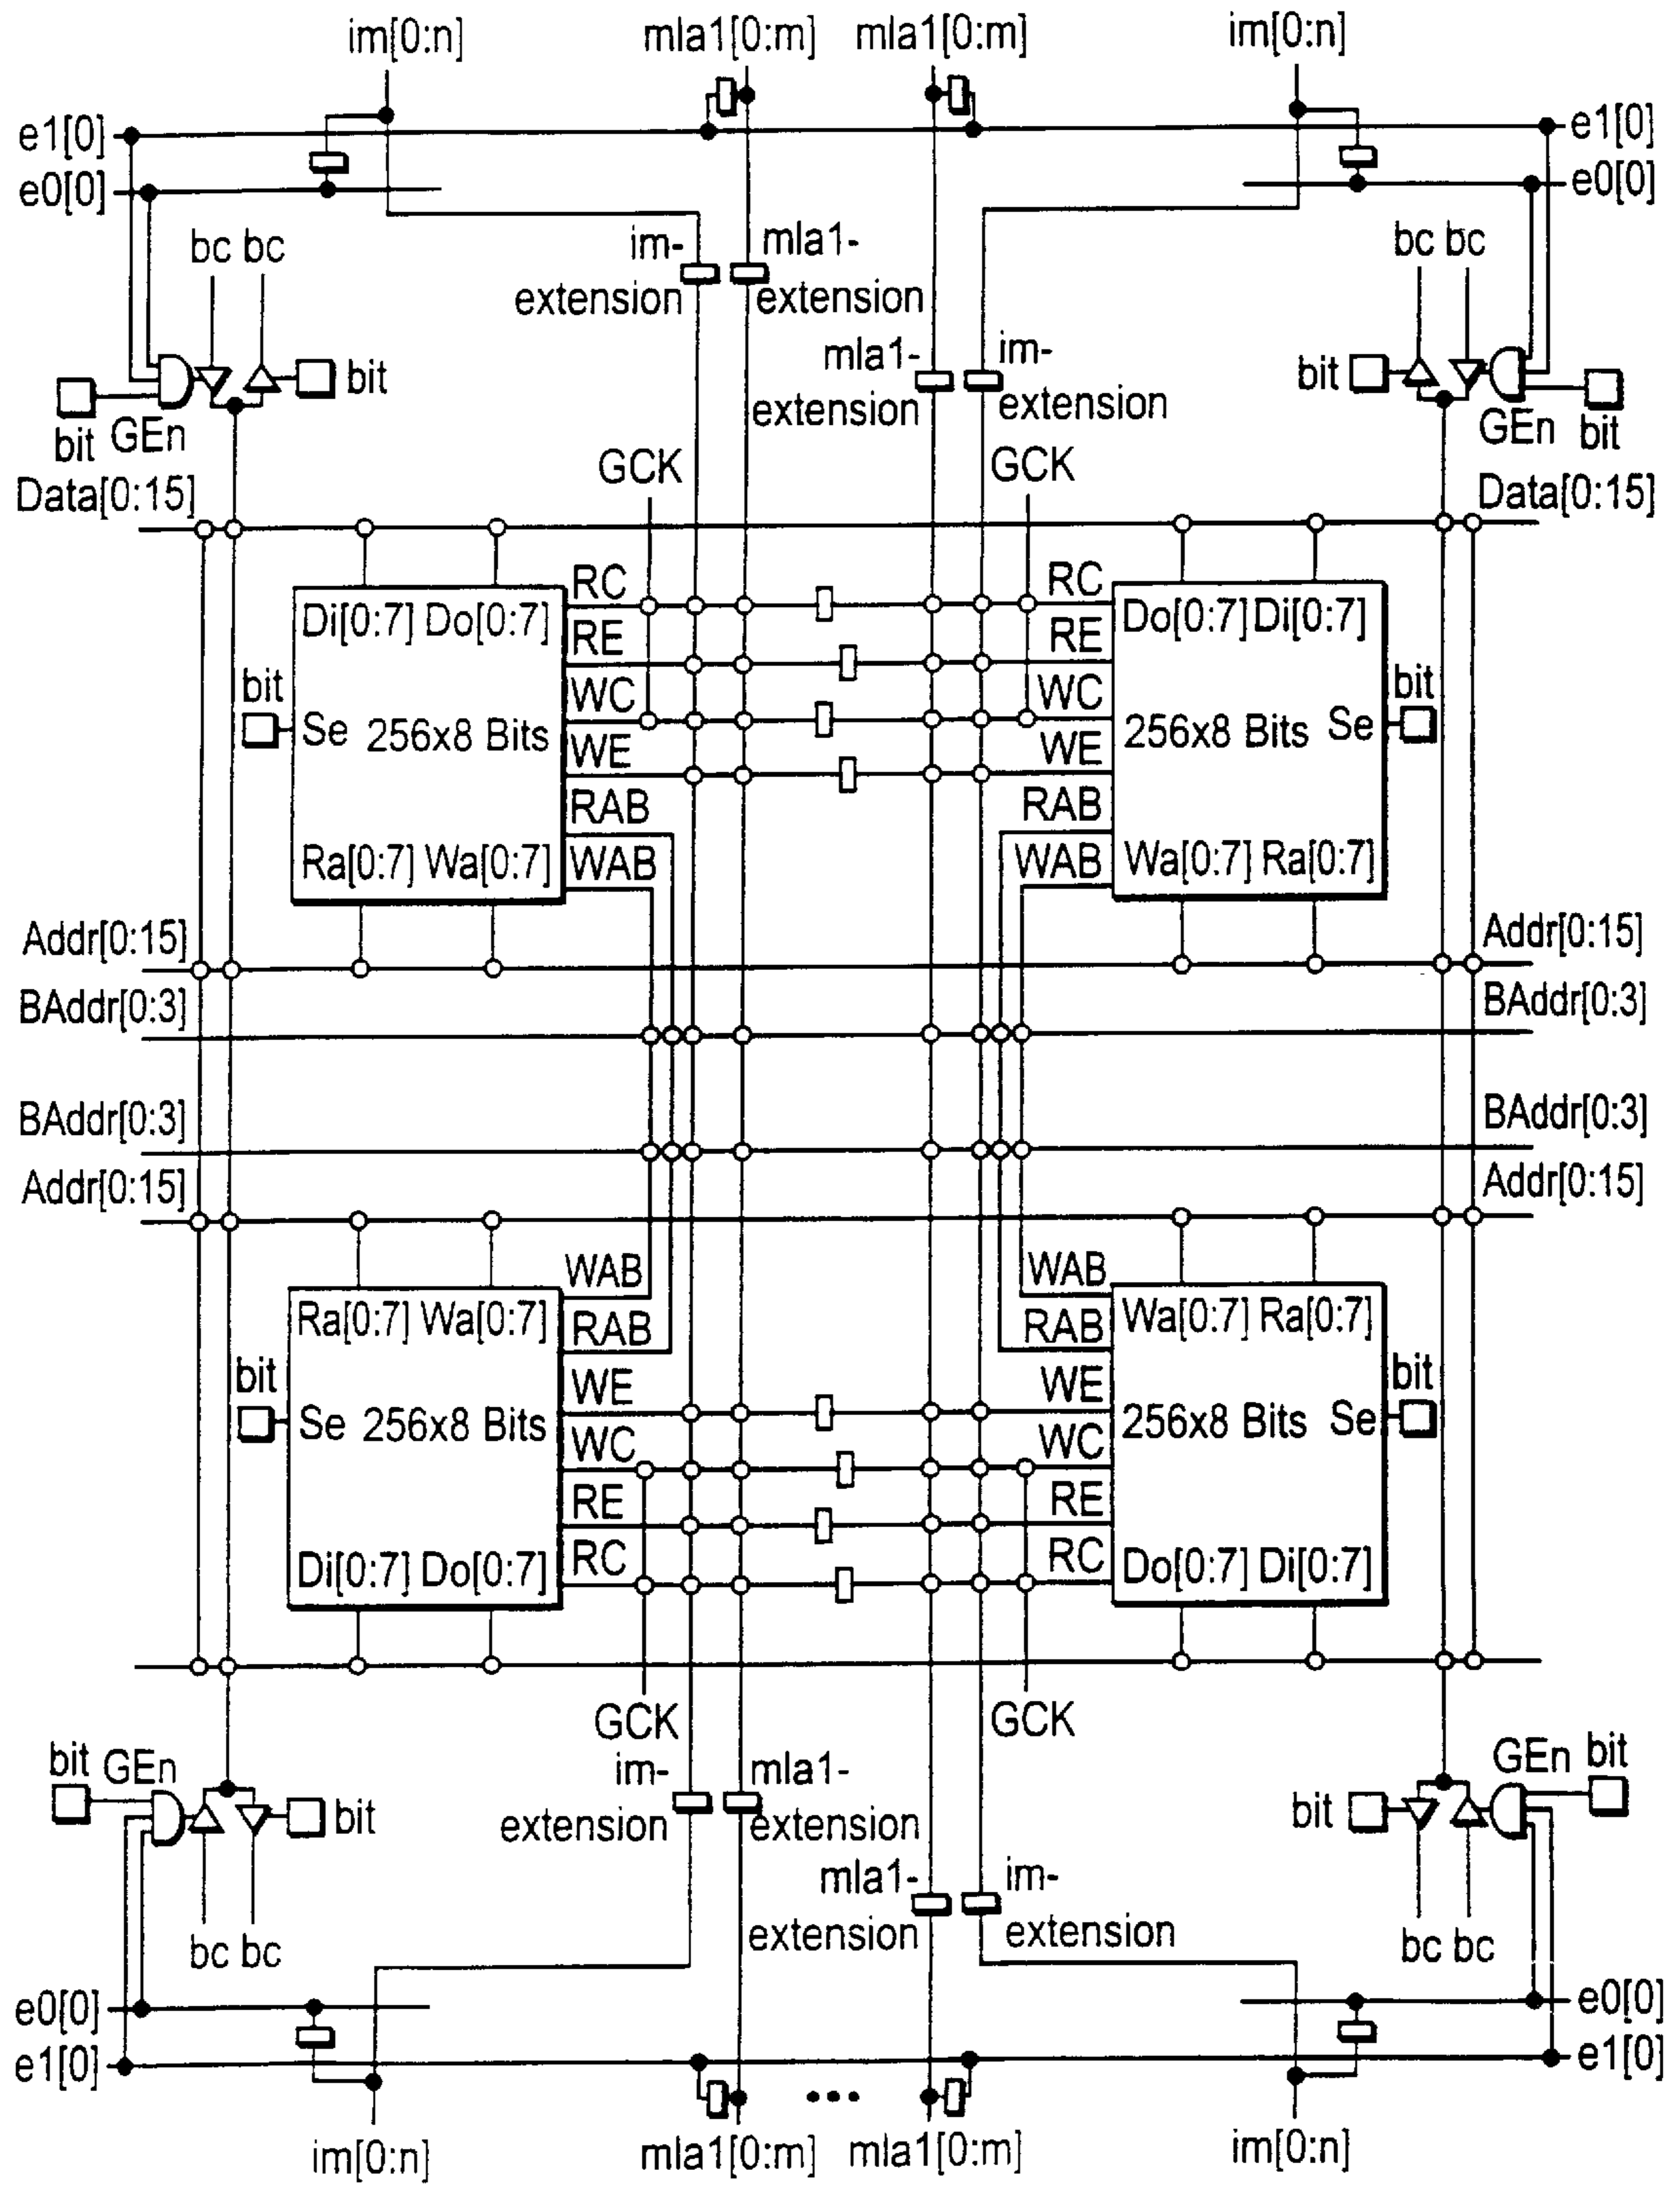 im[0:n] mla1[0:m] mla1[0:m] im[0:n]
e1[0] e1[0]
e0[0] e0[0]
bc bc im- mla1- bc bc
extension extension
mla1- im-
bit bit
extension extension
bit GEn GEn bit
GCK GCK
Data[0:15] Data[0:15]
RC RC
Di[0:7] Do[0:7] Do[0:7] Di[0:7]
RE RE
bit WC WC bit
Se 256x8 Bits 256x8 Bits Se
WE WE
RAB RAB
Ra[0:7] Wa[0:7] WAB WAB Wa[0:7] Ra[0:7]
Addr[0:15] Addr[0:15]
BAddr[0:3] BAddr[0:3]
BAddr[0:3] BAddr[0:3]
Addr[0:15] Addr[0:15]
WAB WAB
Ra[0:7] Wa[0:7] RAB RAB Wa[0:7] Ra[0:7]
bit WE WE bit
Se 256x8 Bits 256x8 Bits Se
WC WC
RE RE
RC RC
Di[0:7] Do[0:7] Do[0:7] Di[0:7]
GCK GCK
bit GEn im- mla1- GEn bit
bit extension extension bit
mla1- im-
extension extension
bc bc bc bc
e0[0] e0[0]
e1[0] e1[0]
im[0:n] mla1[0:m] mla1[0:m] im[0:n]